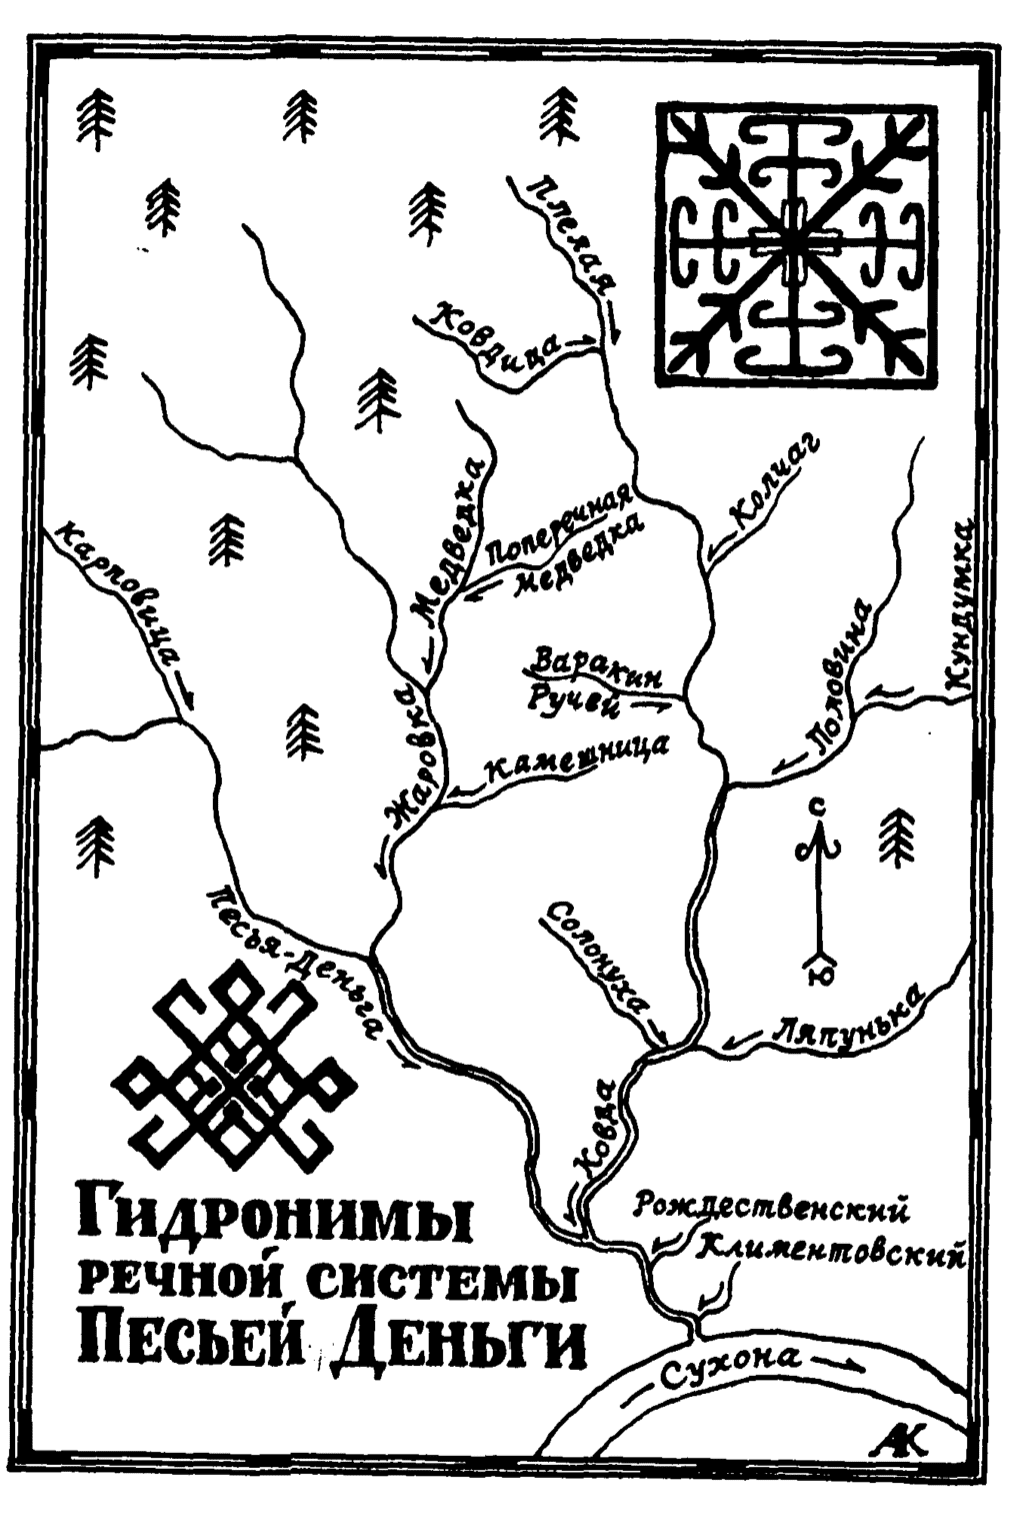 Плехая
Ковдица
Медведка
Поперечная
Медведка
Колчаг
Карповица
Варакин
Ручей
Половина
Кундумка
Жаровка
Камешница
С
Ю
Песья-Деньга
Солонуха
Ляпунька
Ковда
Рождественский
Климентовский
Гидронимы
речной системы
Песьей Деньги
Сухона
АК